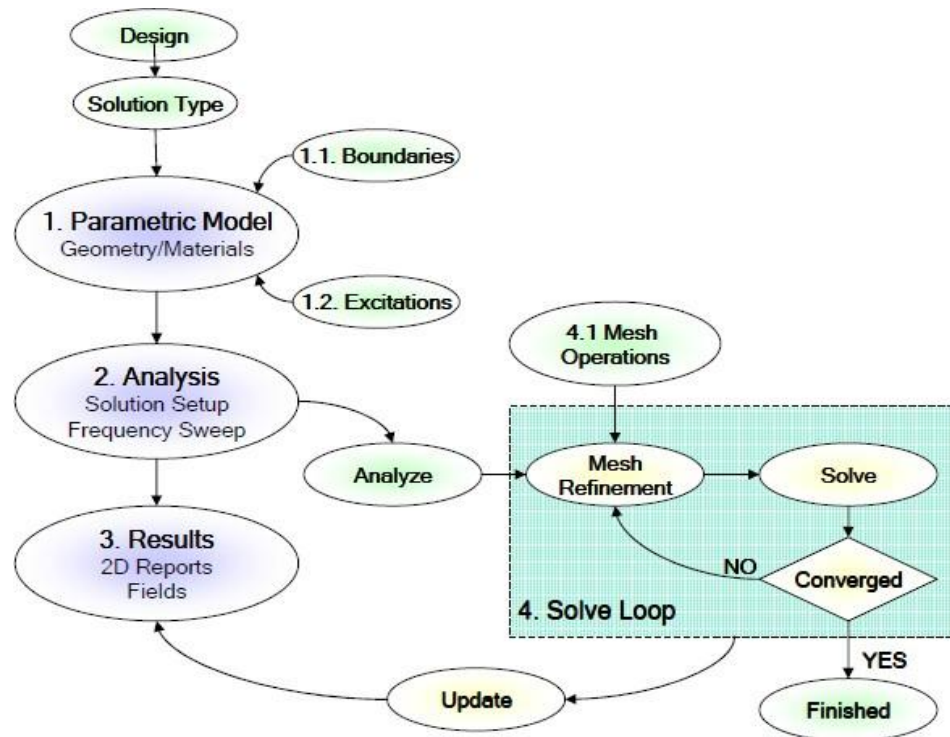 Design
Solution Type
1.1. Boundaries
1. Parametric Model
Geometry/Materials
1.2. Excitations
4.1 Mesh
Operations
2. Analysis
Solution Setup
Frequency Sweep
Analyze
Mesh
Refinement
Solve
3. Results
2D Reports
Fields
NO
Converged
4. Solve Loop
YES
Update
Finished